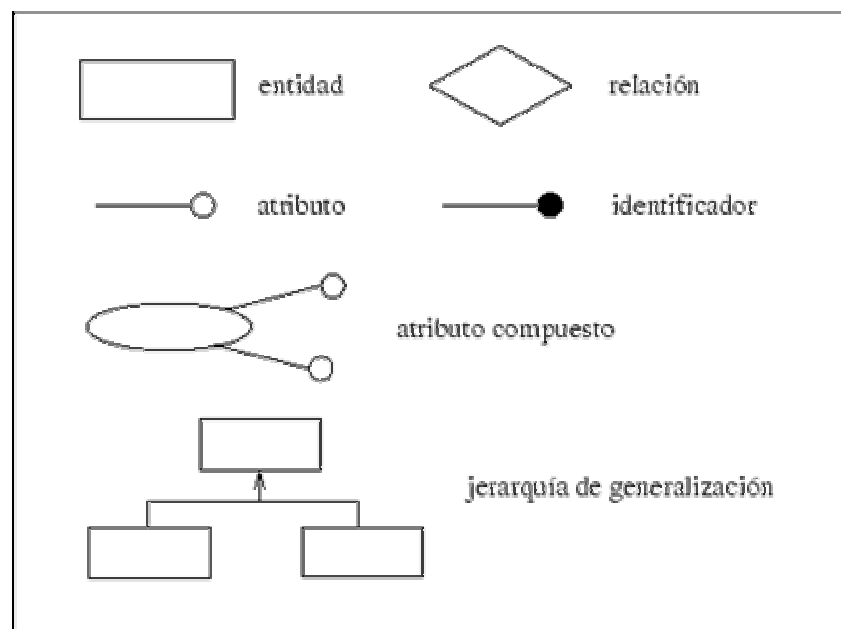 entidad
relación
atributo
identificador
atributo compuesto
jerarquía de generalización